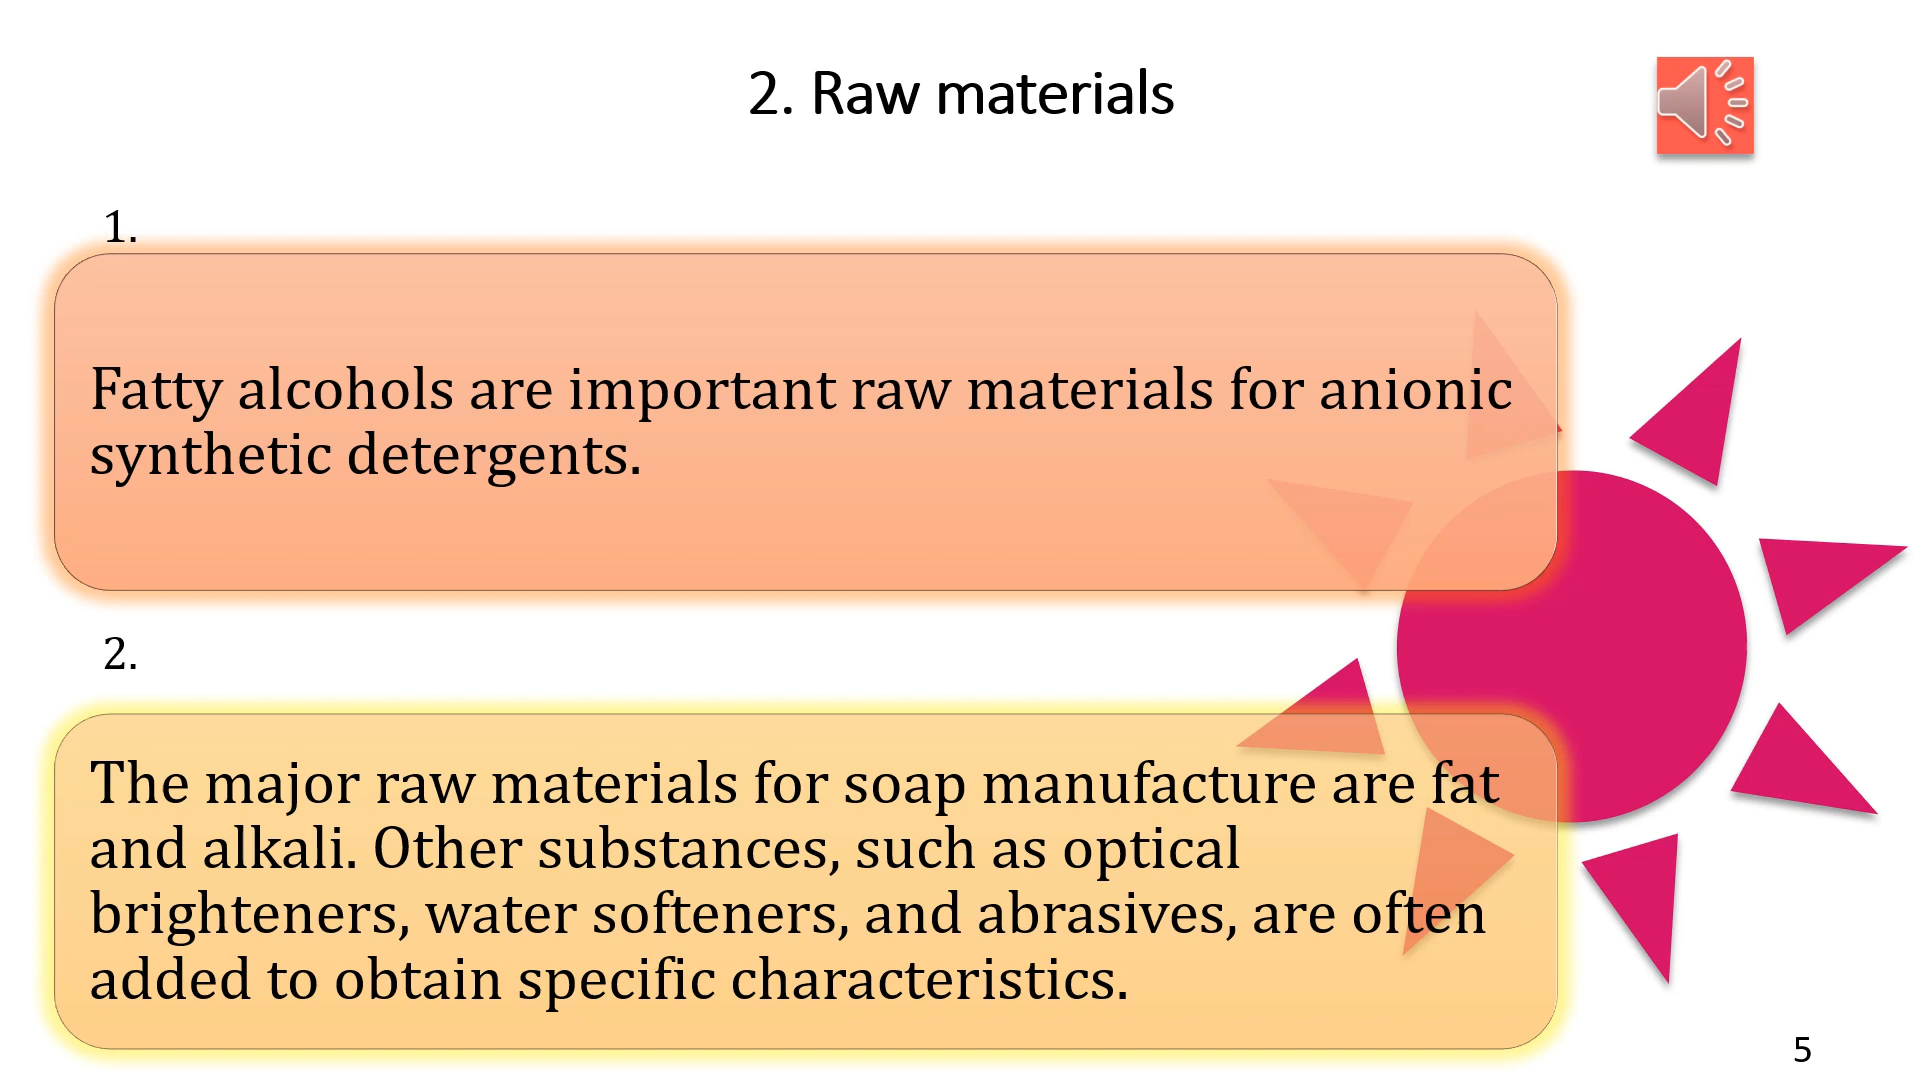 2. Raw materials
1.
Fatty alcohols are important raw materials for anionic
synthetic detergents.
2.
The major raw materials for soap manufacture are fat
and alkali. Other substances, such as optical
brighteners, water softeners, and abrasives, are often
added to obtain specific characteristics.
5